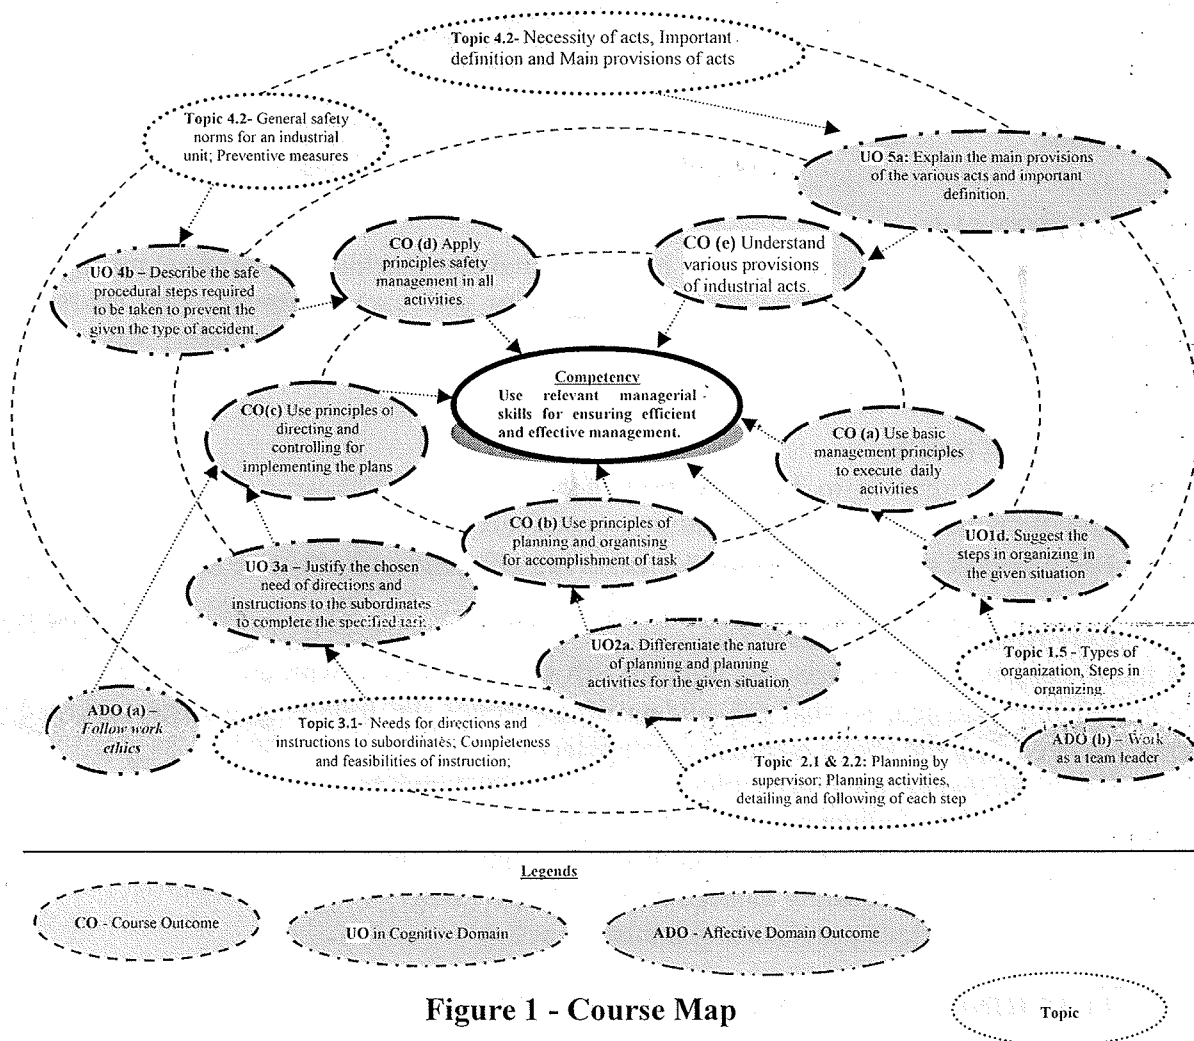 Topic 4.2- Necessity of acts, Important
definition and Main provisions of acts
Topic 4.2- General safety
norms for an industrial
unit; Preventive measures
UO 5a: Explain the main provisions
of the various acts and important
definition.
CO (d) Apply
principles safety
management in all
activities.
CO (e) Understand
various provisions
of industrial acts.
UO 4b – Describe the safe
procedural steps required
to be taken to prevent the
given the type of accident.
Competency
Use relevant managerial
skills for ensuring efficient
and effective management.
CO(c) Use principles of
directing and
controlling for
implementing the plans
CO (a) Use basic
management principles
to execute daily
activities
CO (b) Use principles of
planning and organising
for accomplishment of task
UO1d. Suggest the
steps in organizing in
the given situation
UO 3a – Justify the chosen
need of directions and
instructions to the subordinates
to complete the specified task
UO2a. Differentiate the nature
of planning and planning
activities for the given situation
Topic 1.5 - Types of
organization, Steps in
organizing.
ADO (a) –
Follow work
ethics
Topic 3.1- Needs for directions and
instructions to subordinates; Completeness
and feasibilities of instruction;
Topic 2.1 & 2.2: Planning by
supervisor; Planning activities,
detailing and following of each step
ADO (b) – Work
as a team leader
Legends
CO - Course Outcome
UO in Cognitive Domain
ADO - Affective Domain Outcome
Topic
Figure 1 - Course Map